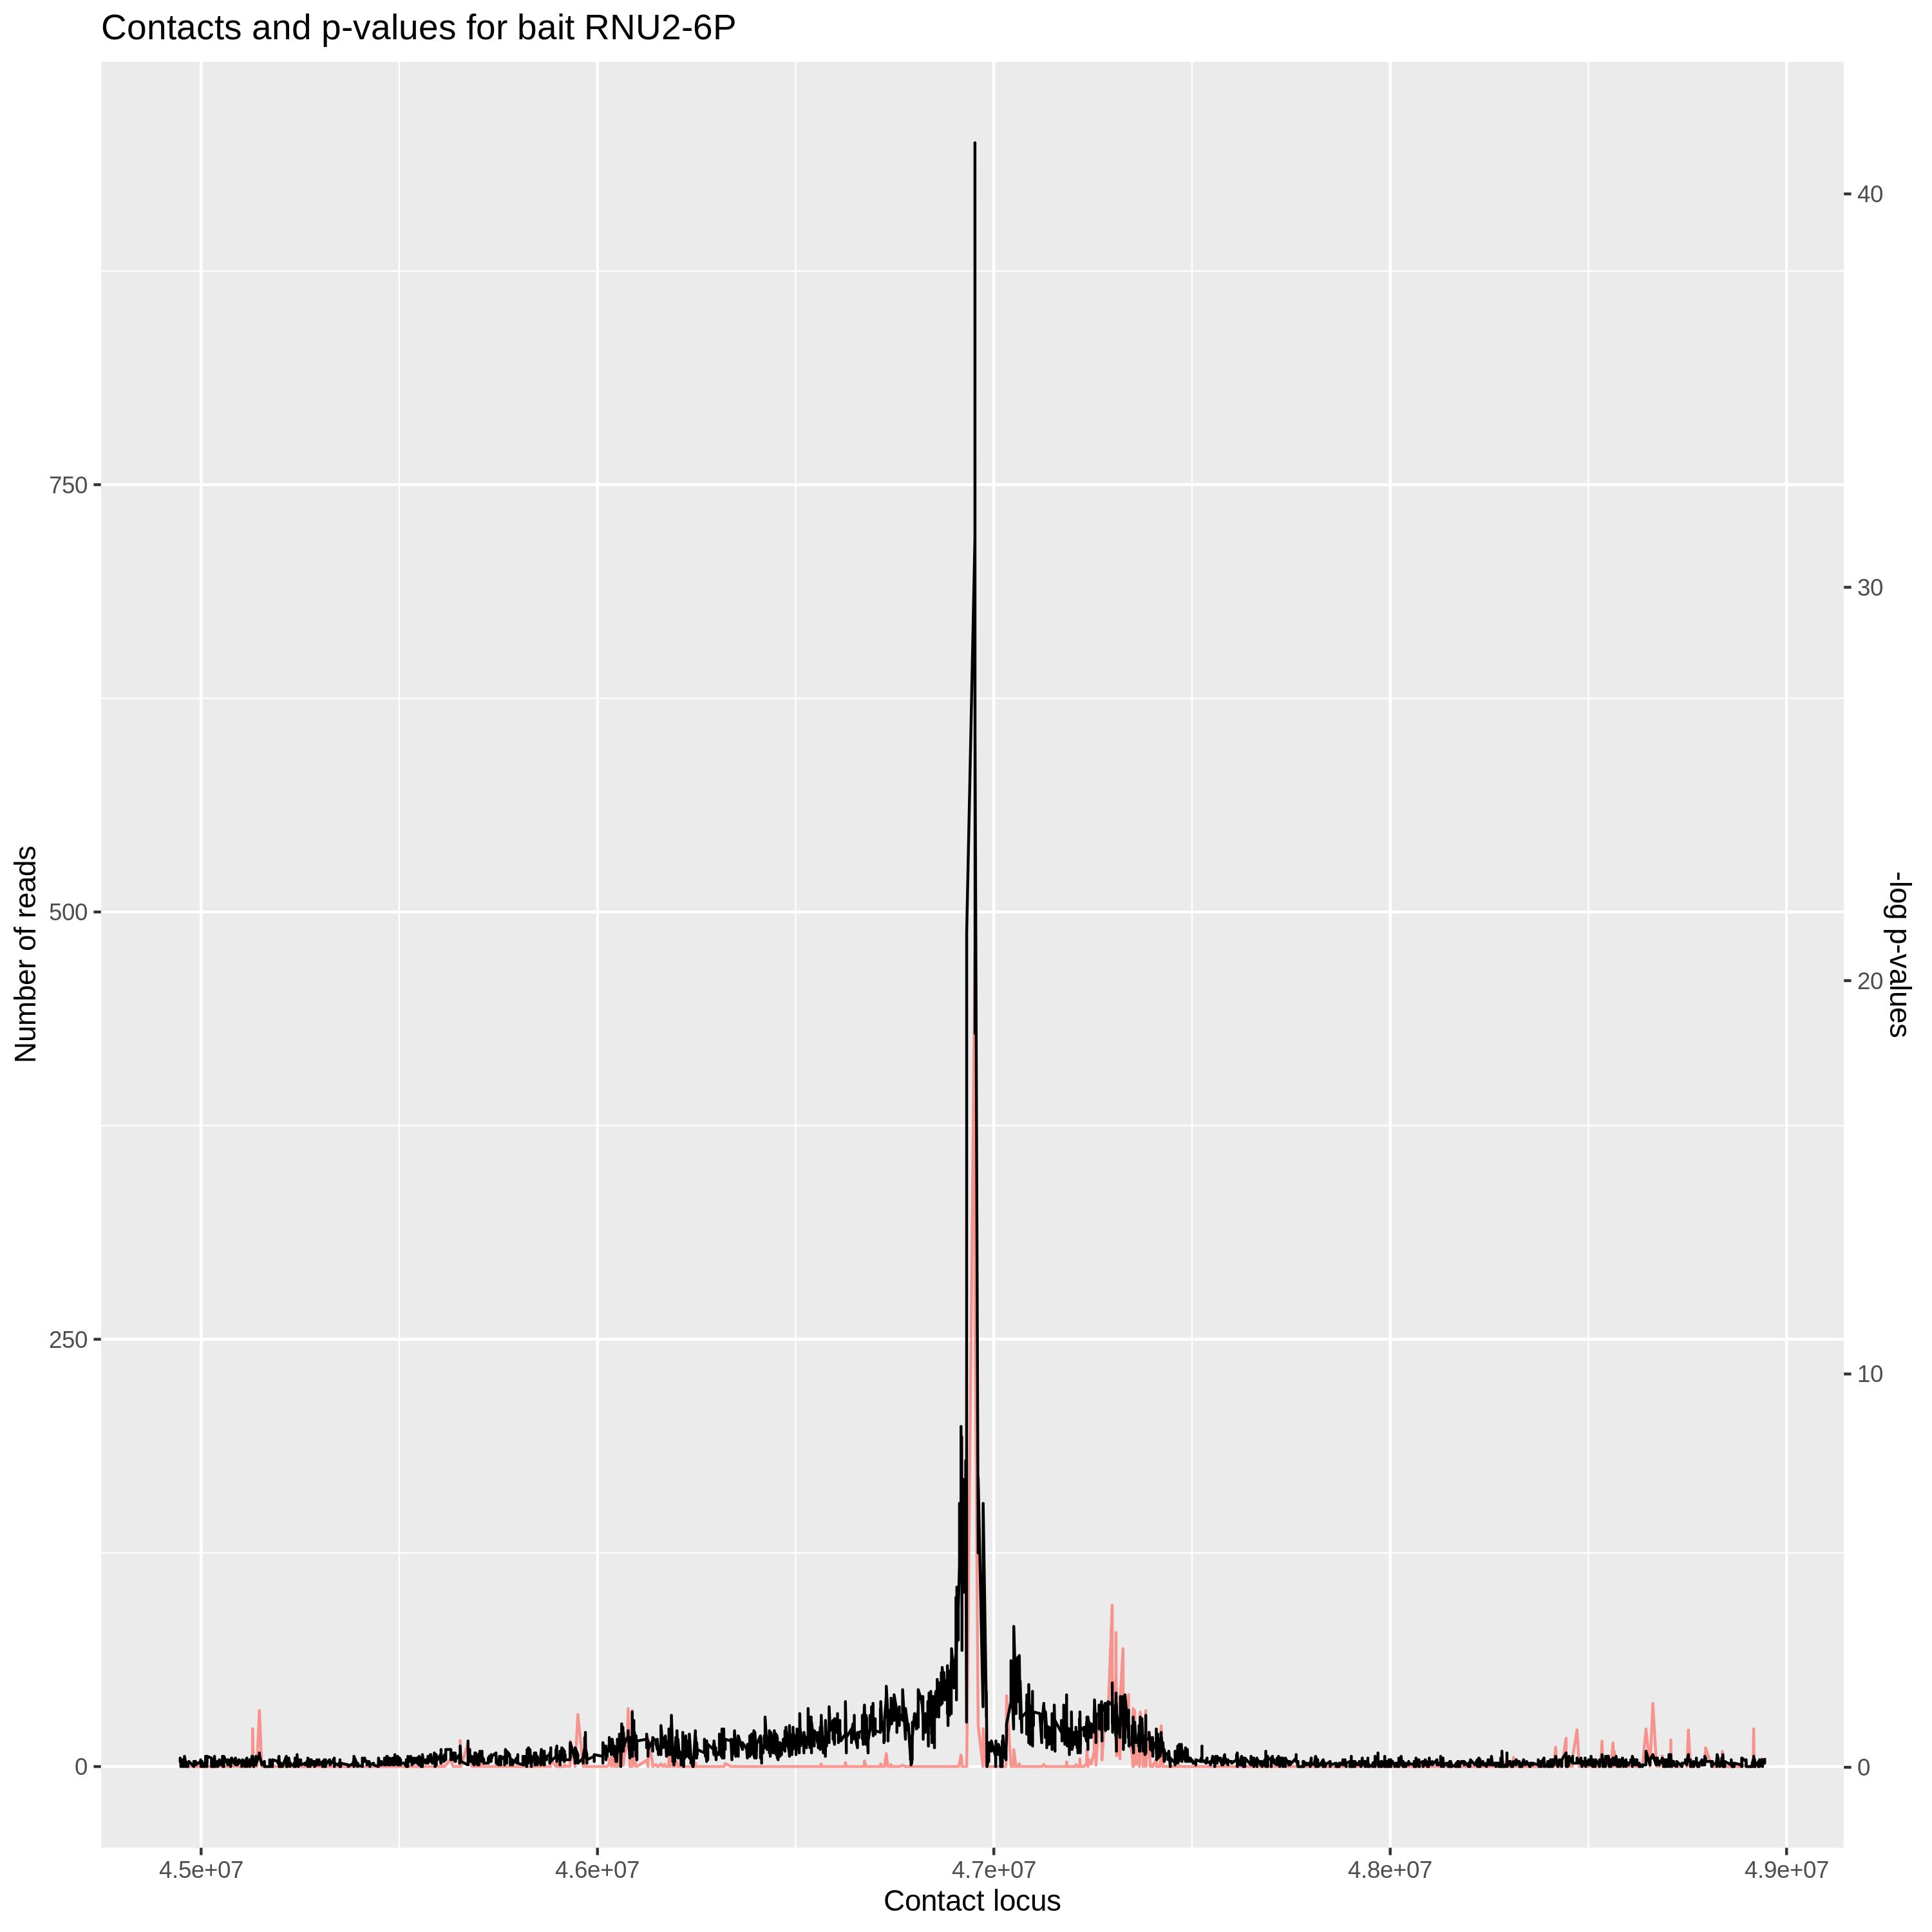 Contacts and p-values for bait RNU2-6P
Number of reads
750
500
250
0
40
30
20
10
0
-log p-values
4.5e+07
4.6e+07
4.7e+07
4.8e+07
4.9e+07
Contact locus